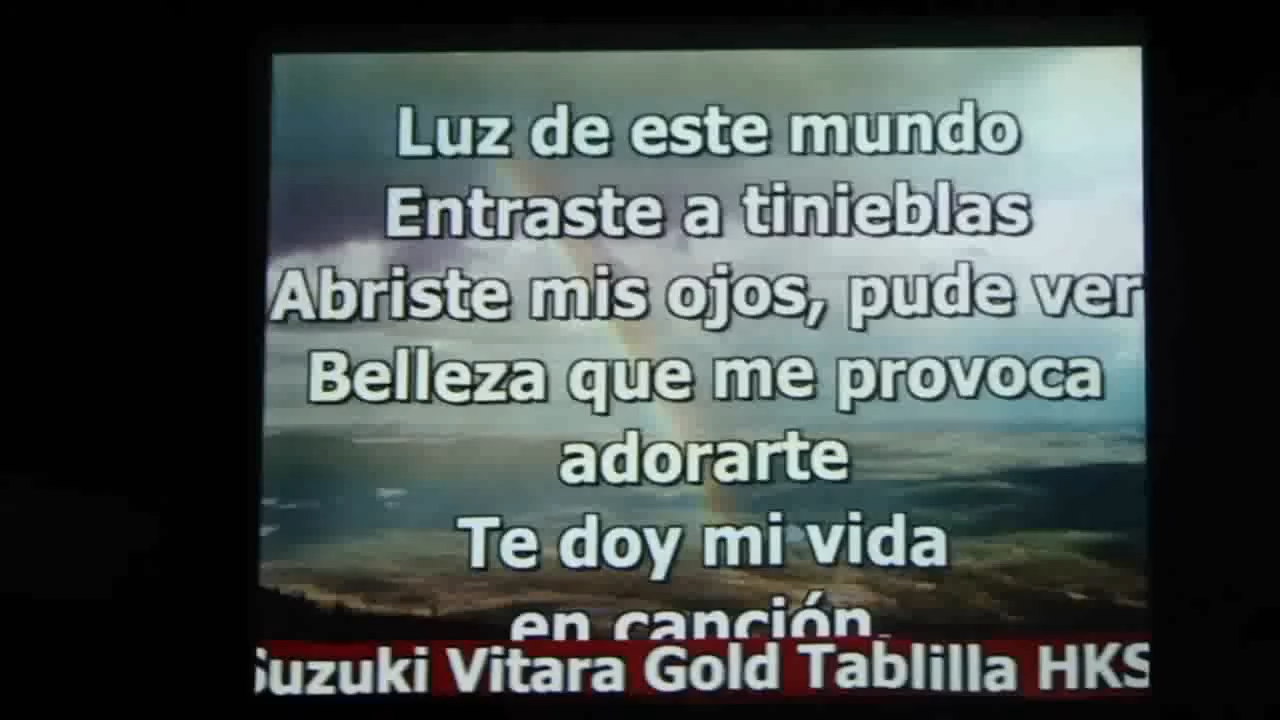 Luz de este mundo
Entraste a tinieblas
Abriste mis ojos, pude ver
Belleza que me provoca
adorarte
Te doy mi vida
en canción
Suzuki Vitara Gold Tablilla HKS